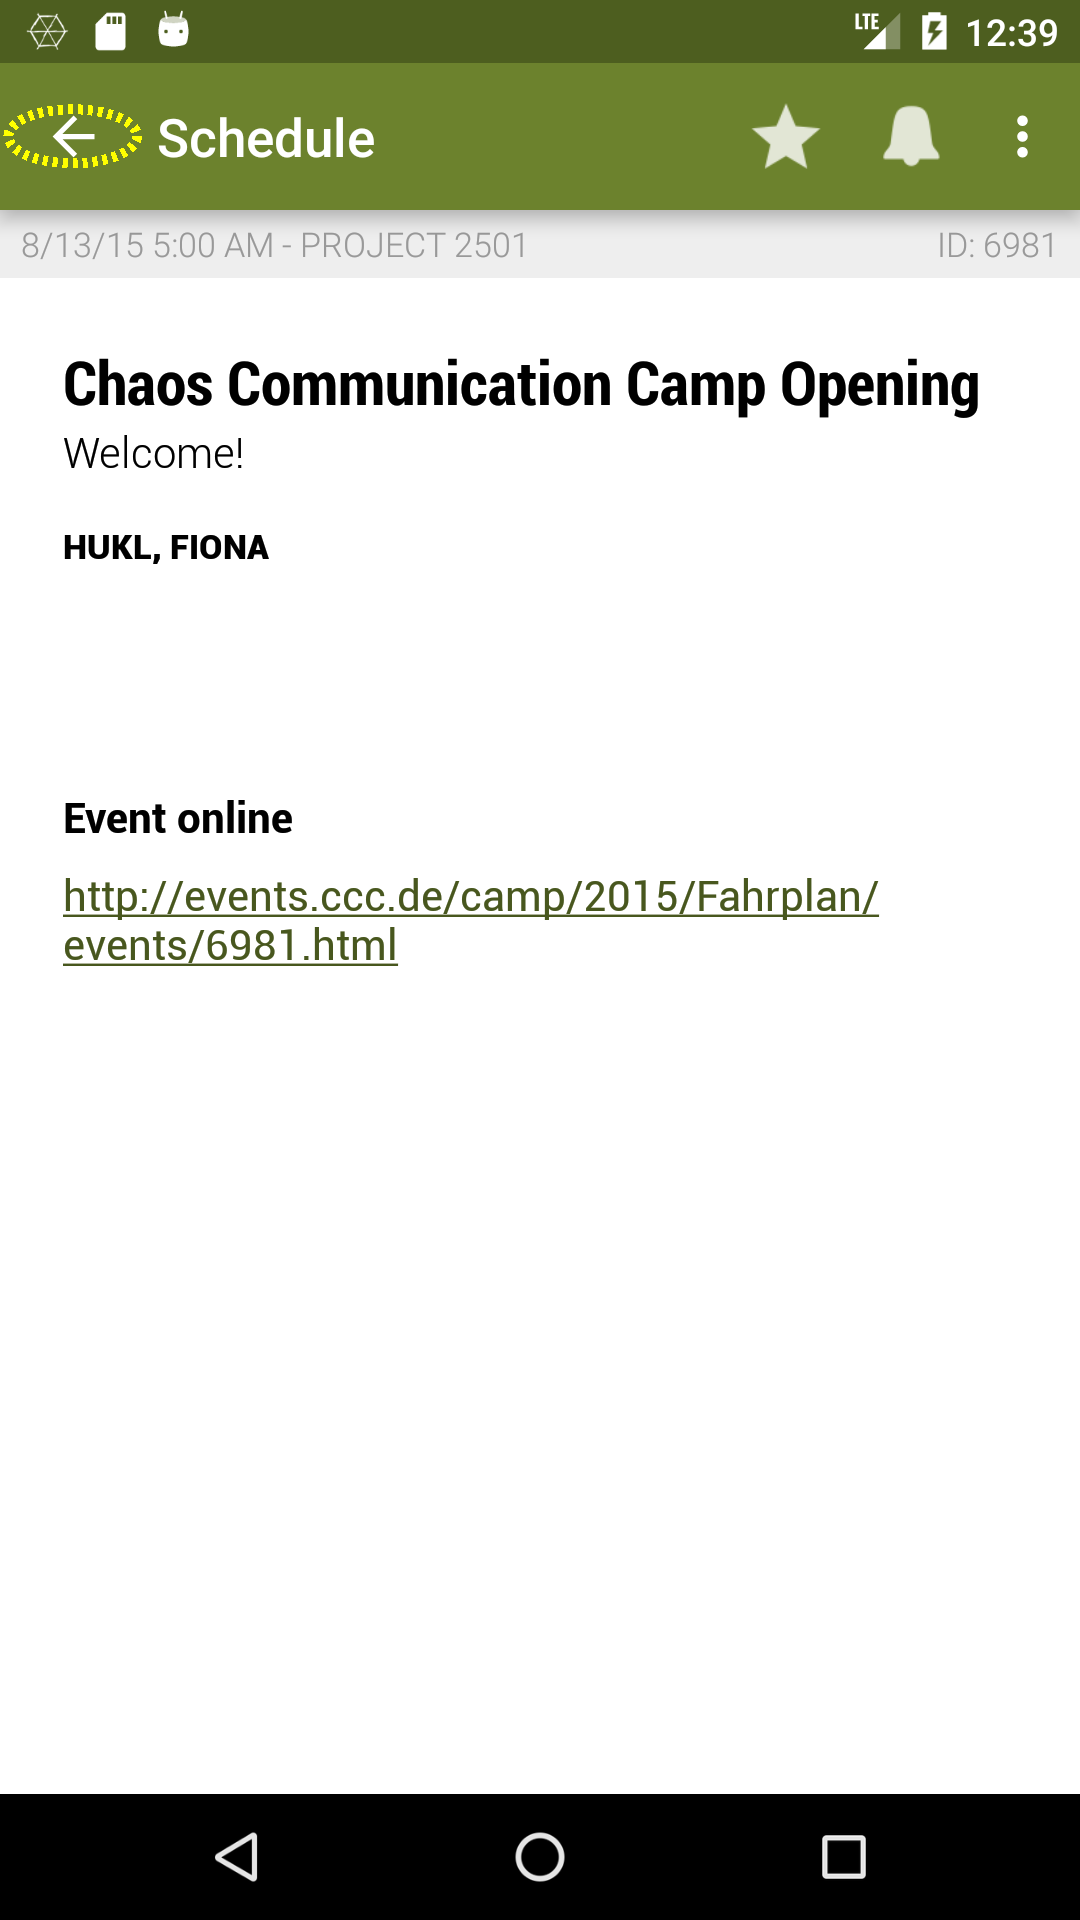 LTE 12:39
Schedule
8/13/15 5:00 AM - PROJECT 2501 ID: 6981
Chaos Communication Camp Opening
Welcome!
HUKL, FIONA
Event online
http://events.ccc.de/camp/2015/Fahrplan/
events/6981.html